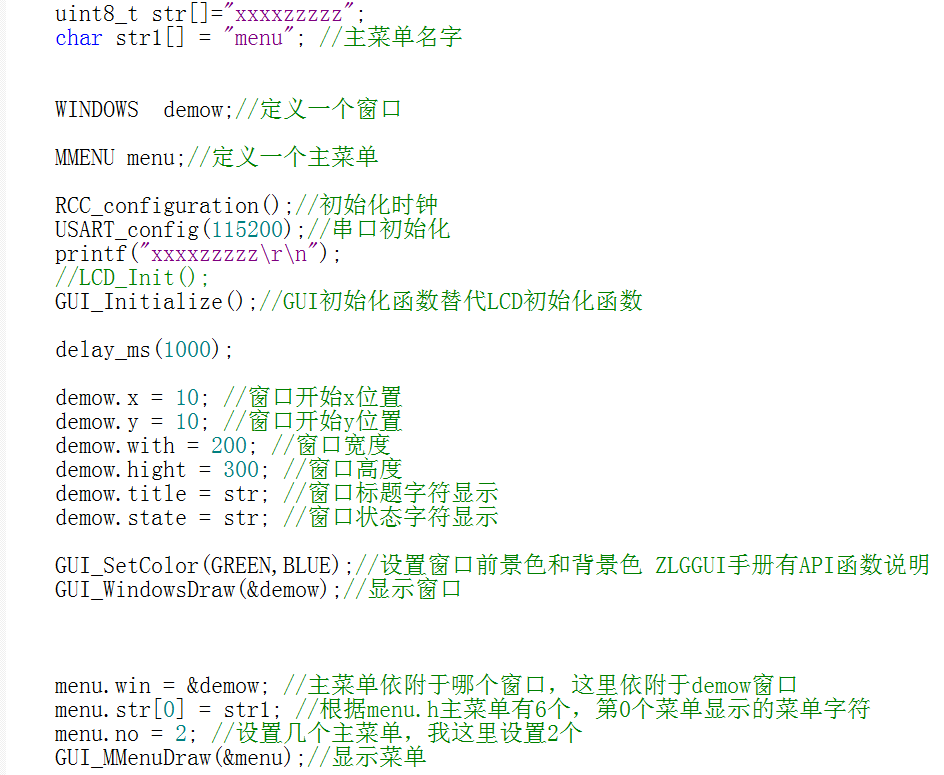 uint8_t str[]="xxxxzzzzz";
char str1[] = "menu"; //主菜单名字
WINDOWS  demow;//定义一个窗口
MMENU menu;//定义一个主菜单
RCC_configuration();//初始化时钟
USART_config(115200);//串口初始化
printf("xxxxzzzzz\r\n");
//LCD_Init();
GUI_Initialize();//GUI初始化函数替代LCD初始化函数
delay_ms(1000);
demow.x = 10; //窗口开始x位置
demow.y = 10; //窗口开始y位置
demow.with = 200; //窗口宽度
demow.hight = 300; //窗口高度
demow.title = str; //窗口标题字符显示
demow.state = str; //窗口状态字符显示
GUI_SetColor(GREEN,BLUE);//设置窗口前景色和背景色 ZLGGUI手册有API函数说明
GUI_WindowsDraw(&demow);//显示窗口
menu.win = &demow; //主菜单依附于哪个窗口，这里依附于demow窗口
menu.str[0] = str1; //根据menu.h主菜单有6个，第0个菜单显示的菜单字符
menu.no = 2; //设置几个主菜单，我这里设置2个
GUI_MMenuDraw(&menu);//显示菜单